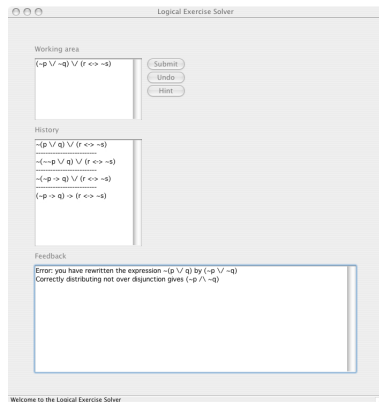 Logical Exercise Solver
Working area
(~p \/ ~q) \/ (r <-> ~s)
Submit
Undo
Hint
History
~(p \/ q) \/ (r <-> ~s)
------------------------
~(~~p \/ q) \/ (r <-> ~s)
------------------------
~(~p -> q) \/ (r <-> ~s)
------------------------
(~p -> q) -> (r <-> ~s)
Feedback
Error: you have rewritten the expression ~(p \/ q) by (~p \/ ~q)
Correctly distributing not over disjunction gives (~p /\ ~q)
Welcome to the Logical Exercise Solver